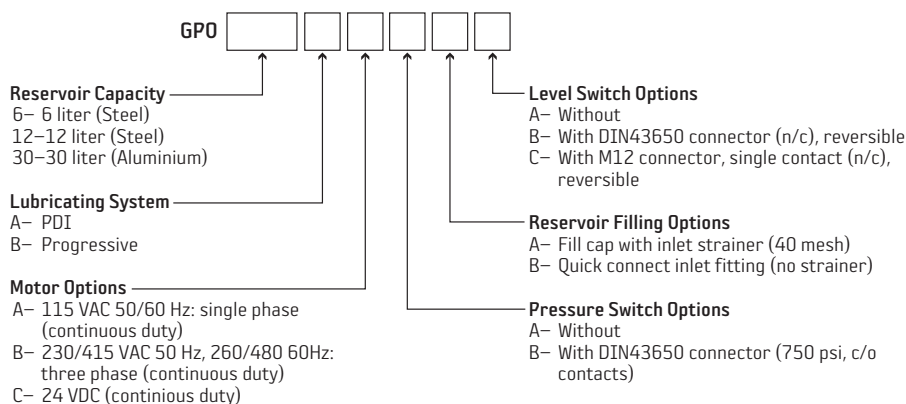 GPO
Reservoir Capacity
6– 6 liter (Steel)
12–12 liter (Steel)
30–30 liter (Aluminium)
Lubricating System
A– PDI
B– Progressive
Motor Options
A– 115 VAC 50/60 Hz: single phase
(continuous duty)
B– 230/415 VAC 50 Hz, 260/480 60Hz:
three phase (continuous duty)
C– 24 VDC (continious duty)
Level Switch Options
A– Without
B– With DIN43650 connector (n/c), reversible
C– With M12 connector, single contact (n/c),
reversible
Reservoir Filling Options
A– Fill cap with inlet strainer (40 mesh)
B– Quick connect inlet fitting (no strainer)
Pressure Switch Options
A– Without
B– With DIN43650 connector (750 psi, c/o
contacts)